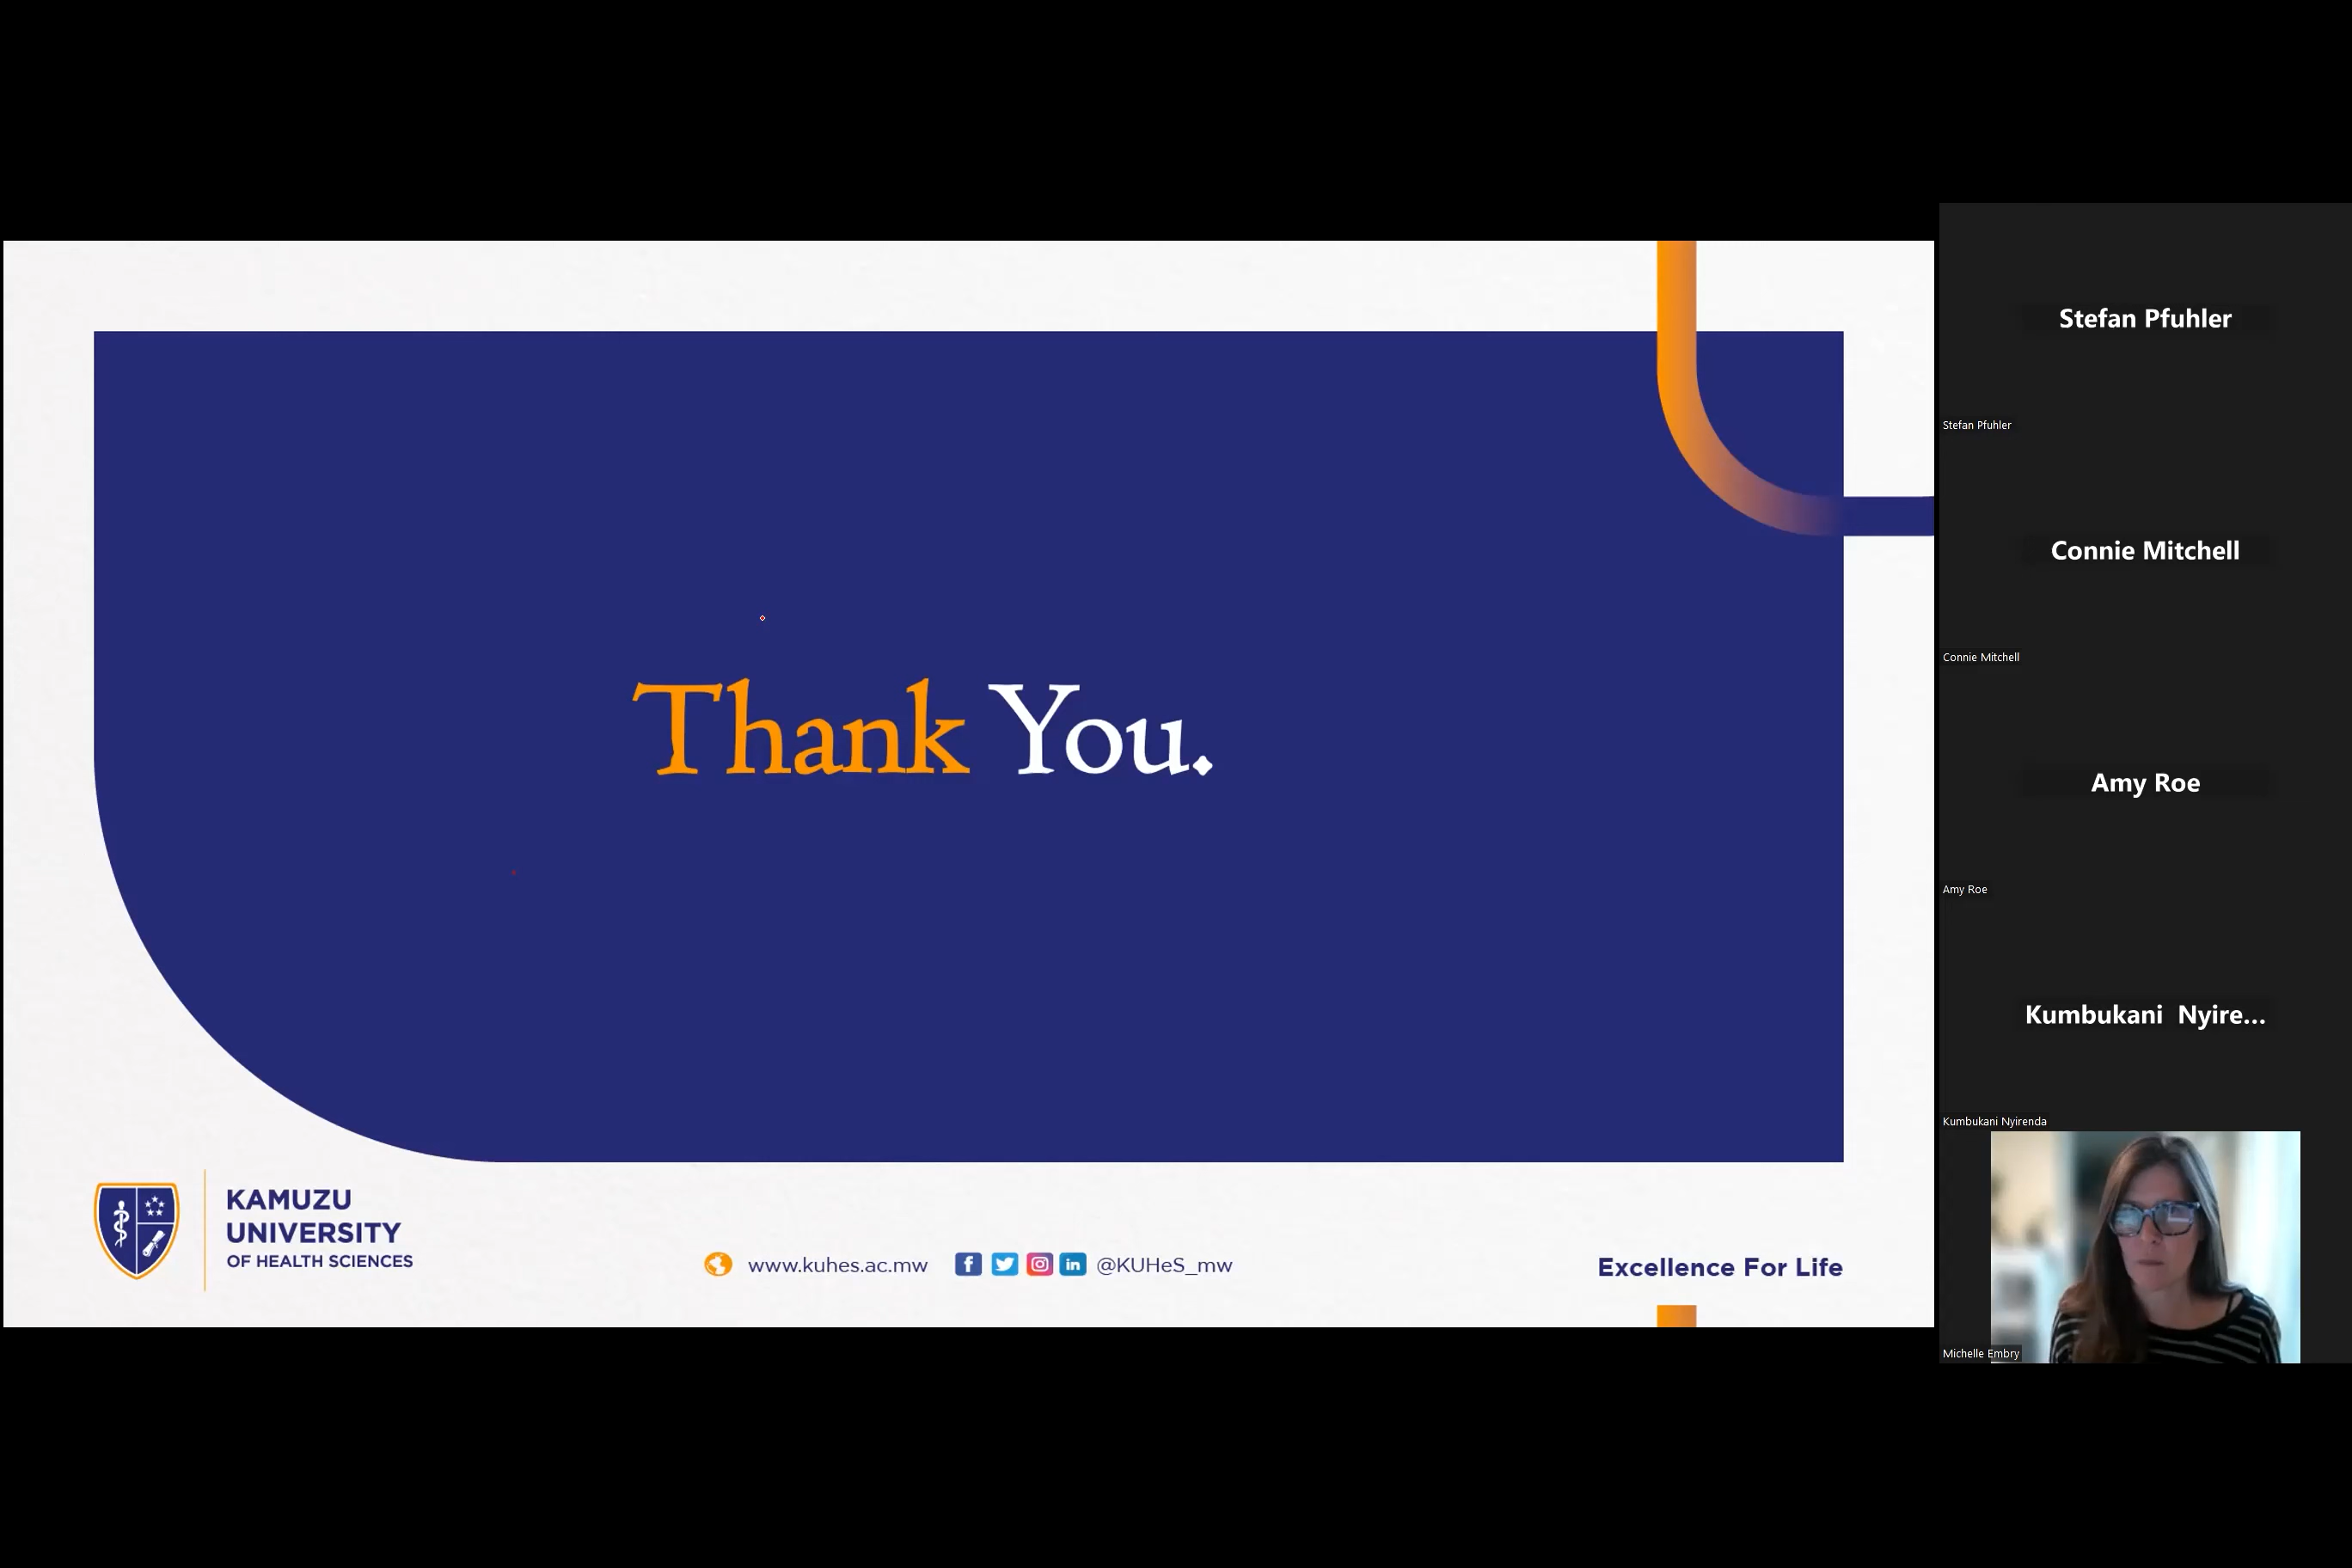 Thank You.
KAMUZU
UNIVERSITY
OF HEALTH SCIENCES
www.kuhes.ac.mw
@KUHeS_mw
Excellence For Life
Stefan Pfuhler
Stefan Pfuhler
Connie Mitchell
Connie Mitchell
Amy Roe
Amy Roe
Kumbukani Nyire...
Kumbukani Nyirenda
Michelle Embry